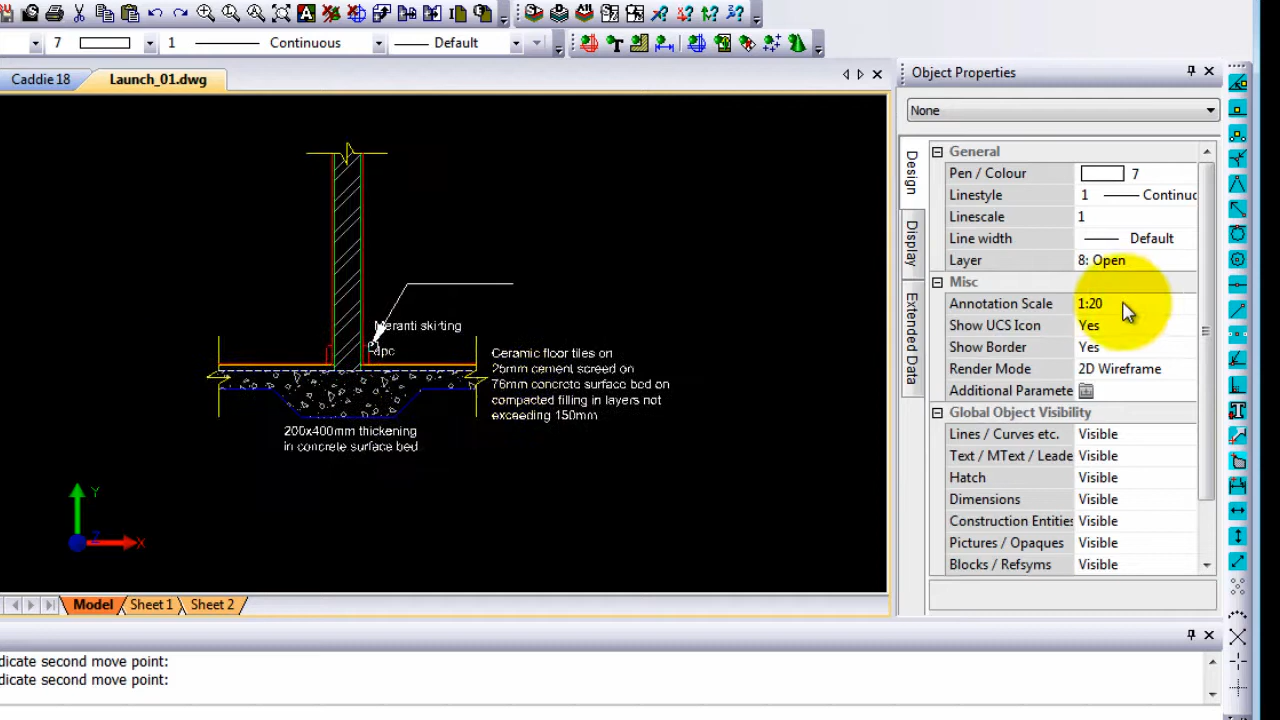 7 1 Continuous Default
Caddie 18 Launch_01.dwg
Object Properties
None
Design
Display
Extended Data
General
Pen / Colour 7
Linestyle 1 Continuc
Linescale 1
Line width Default
Layer 8: Open
Misc
Annotation Scale 1:20
Show UCS Icon Yes
Show Border Yes
Render Mode 2D Wireframe
Additional Paramete
Global Object Visibility
Lines / Curves etc. Visible
Text / MText / Leade Visible
Hatch Visible
Dimensions Visible
Construction Entities Visible
Pictures / Opaques Visible
Blocks / Refsyms Visible
Meranti skirting
dpc
Ceramic floor tiles on
25mm cement screed on
76mm concrete surface bed on
compacted filling in layers not
exceeding 150mm
200x400mm thickening
in concrete surface bed
Y
Z X
Model Sheet 1 Sheet 2
dicate second move point:
dicate second move point: